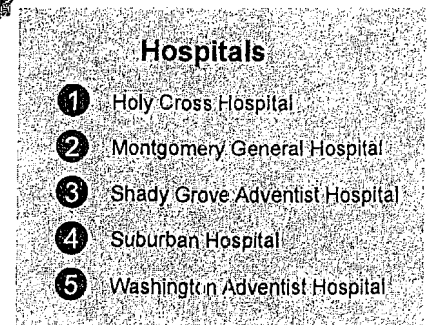 Hospitals
1 Holy Cross Hospital
2 Montgomery General Hospital
3 Shady Grove Adventist Hospital
4 Suburban Hospital
5 Washington Adventist Hospital